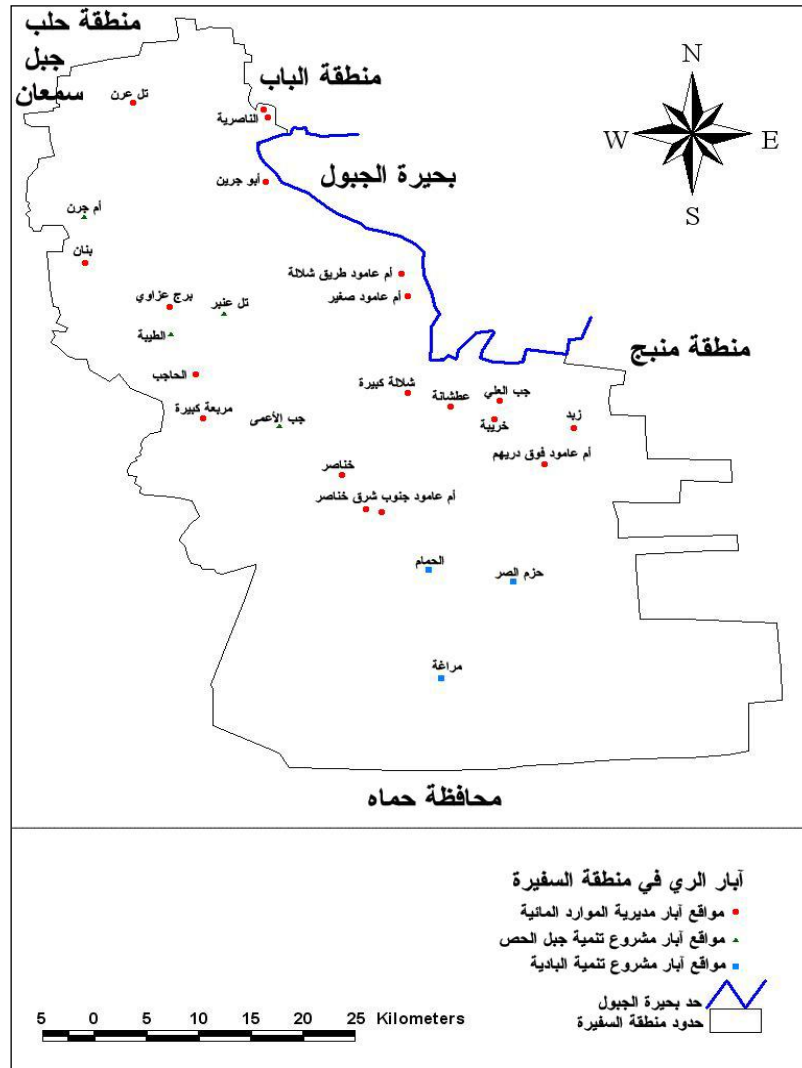 منطقة حلب
جبل
سمعان
منطقة الباب
N
W E
S
تل عرن
الناصرية
بحيرة الجبول
أبو جرين
أم جرن
بنان
أم عامود طريق شلالة
أم عامود صغير
برج عزاوي
تل عنبر
الطيبة
منطقة منبج
الحاجب
شلالة كبيرة
عطشانة
جب العلي
زبد
مربعة كبيرة
جب الأعمى
خريبة
أم عامود فوق دريهم
خناصر
أم عامود جنوب شرق خناصر
الحمام
حزم الصر
مراغة
محافظة حماه
آبار الري في منطقة السفيرة
مواقع آبار مديرية الموارد المائية
مواقع آبار مشروع تنمية جبل الحص
مواقع آبار مشروع تنمية البادية
حد بحيرة الجبول
حدود منطقة السفيرة
5 0 5 10 15 20 25 Kilometers